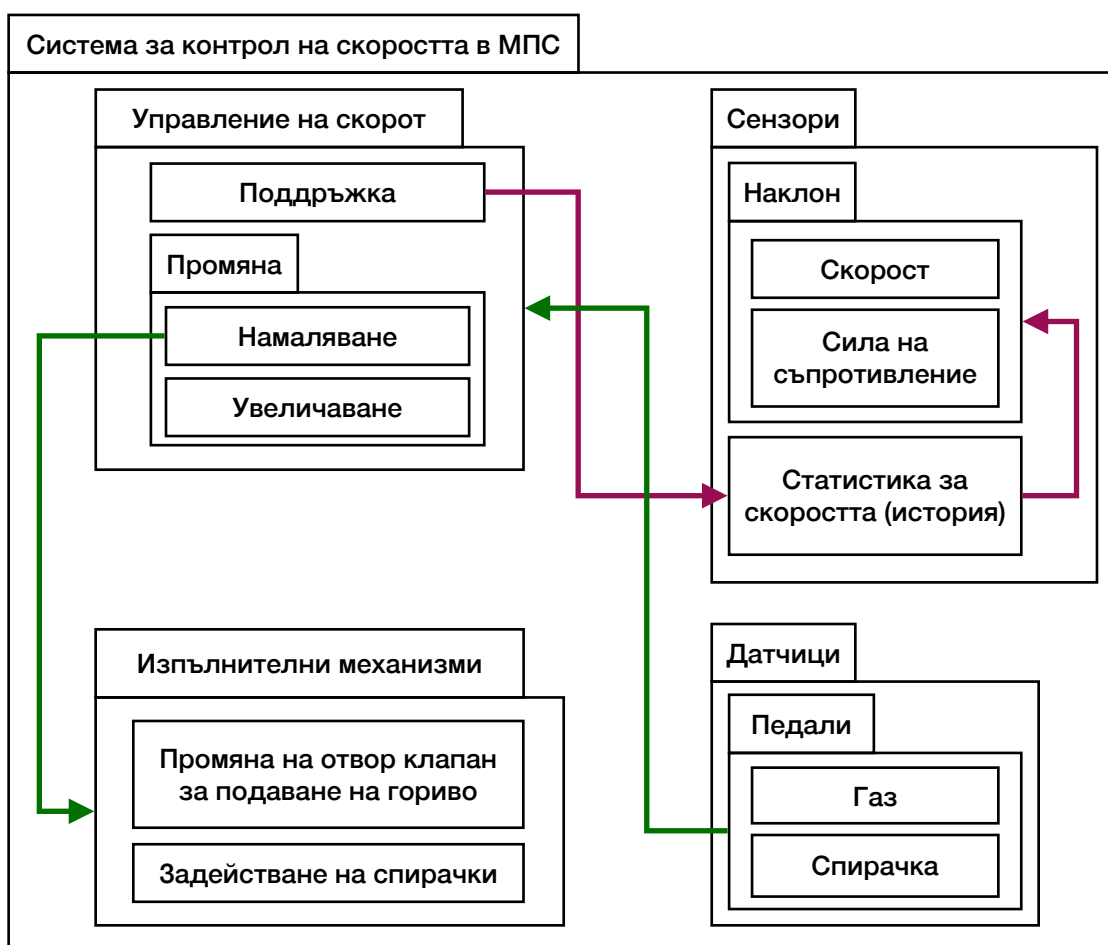 Система за контрол на скоростта в МПС
Управление на скорот
Поддръжка
Промяна
Намаляване
Увеличаване
Сензори
Наклон
Скорост
Сила на
съпротивление
Статистика за
скоростта (история)
Изпълнителни механизми
Промяна на отвор клапан
за подаване на гориво
Задействане на спирачки
Датчици
Педали
Газ
Спирачка